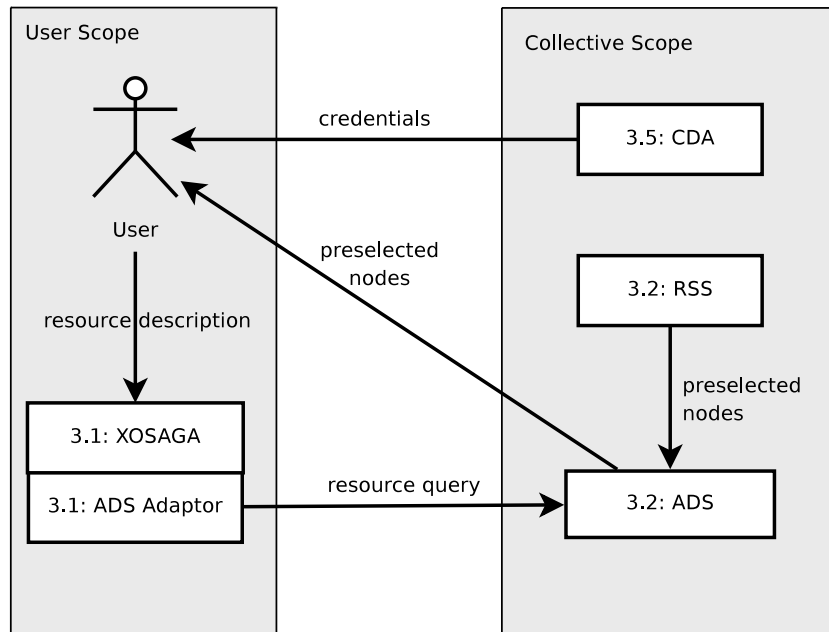 User Scope
Collective Scope
credentials
3.5: CDA
User
preselected
nodes
3.2: RSS
resource description
preselected
nodes
3.1: XOSAGA
3.1: ADS Adaptor
resource query
3.2: ADS